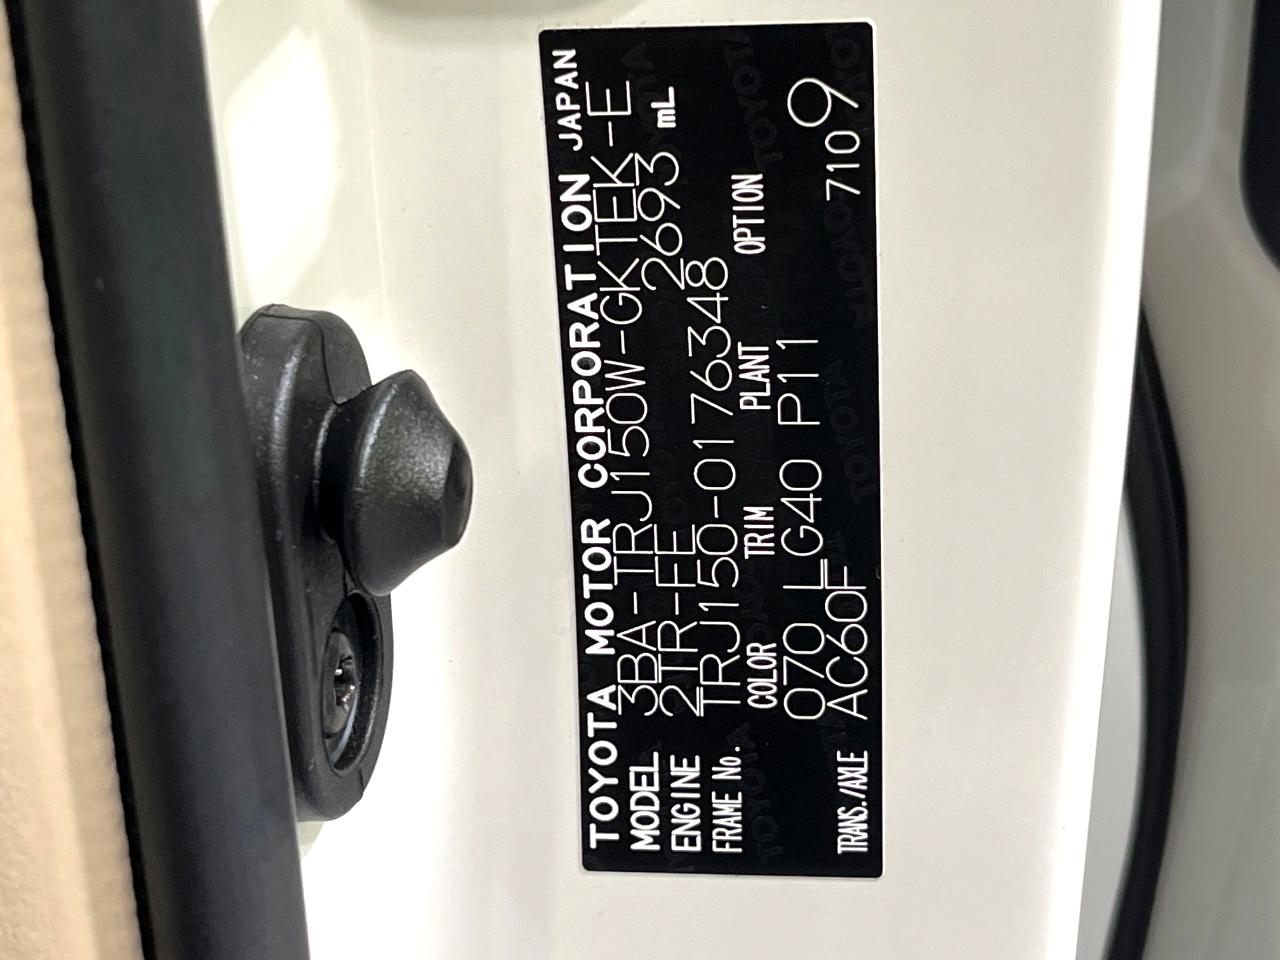 TOYOTA MOTOR CORPORATION JAPAN
MODEL 3BA-TRJ150W-GKTEK-E
ENGINE 2TR-FE 2693 mL
FRAME No. TRJ150-0176348
COLOR TRIM PLANT OPTION
070 LG40 P11
TRANS./AXLE AC60F 7109